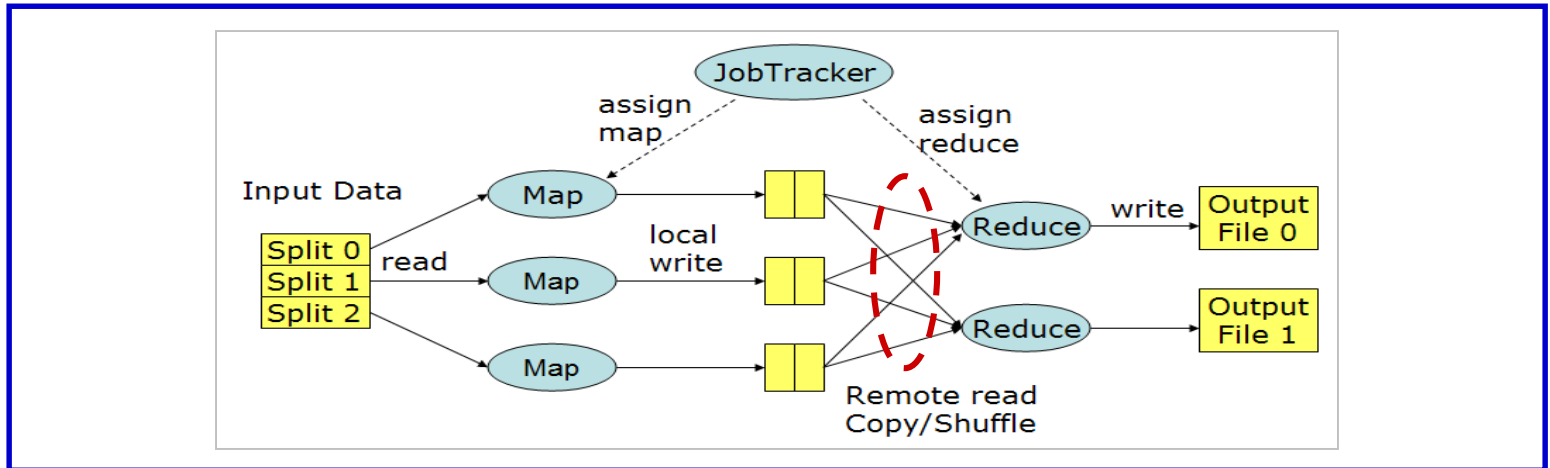 JobTracker
assign
map
assign
reduce
Input Data
Map
Reduce
write
Output
File 0
Split 0
Split 1
Split 2
read
Map
local
write
Reduce
Output
File 1
Map
Remote read
Copy/Shuffle